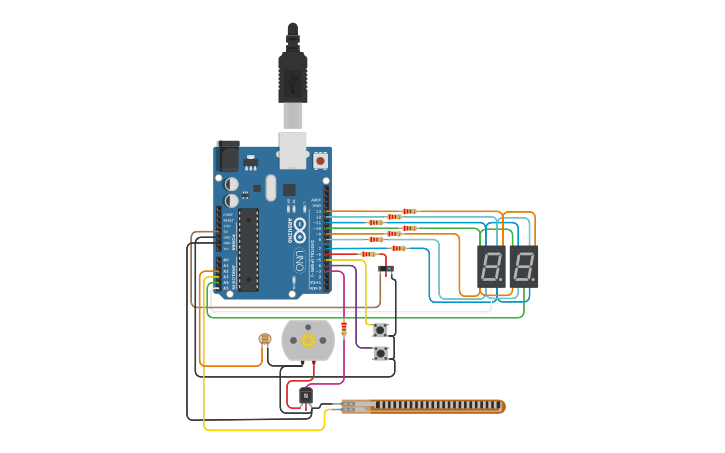 AREF
GND
13
12
~11
~10
~9
8
7
~6
~5
4
~3
2
TX→1
RX←0
DIGITAL (PWM~)
ARDUINO
UNO
IOREF
RESET
3.3V
5V
GND
GND
Vin
POWER
A0
A1
A2
A3
A4
A5
ANALOG IN
N